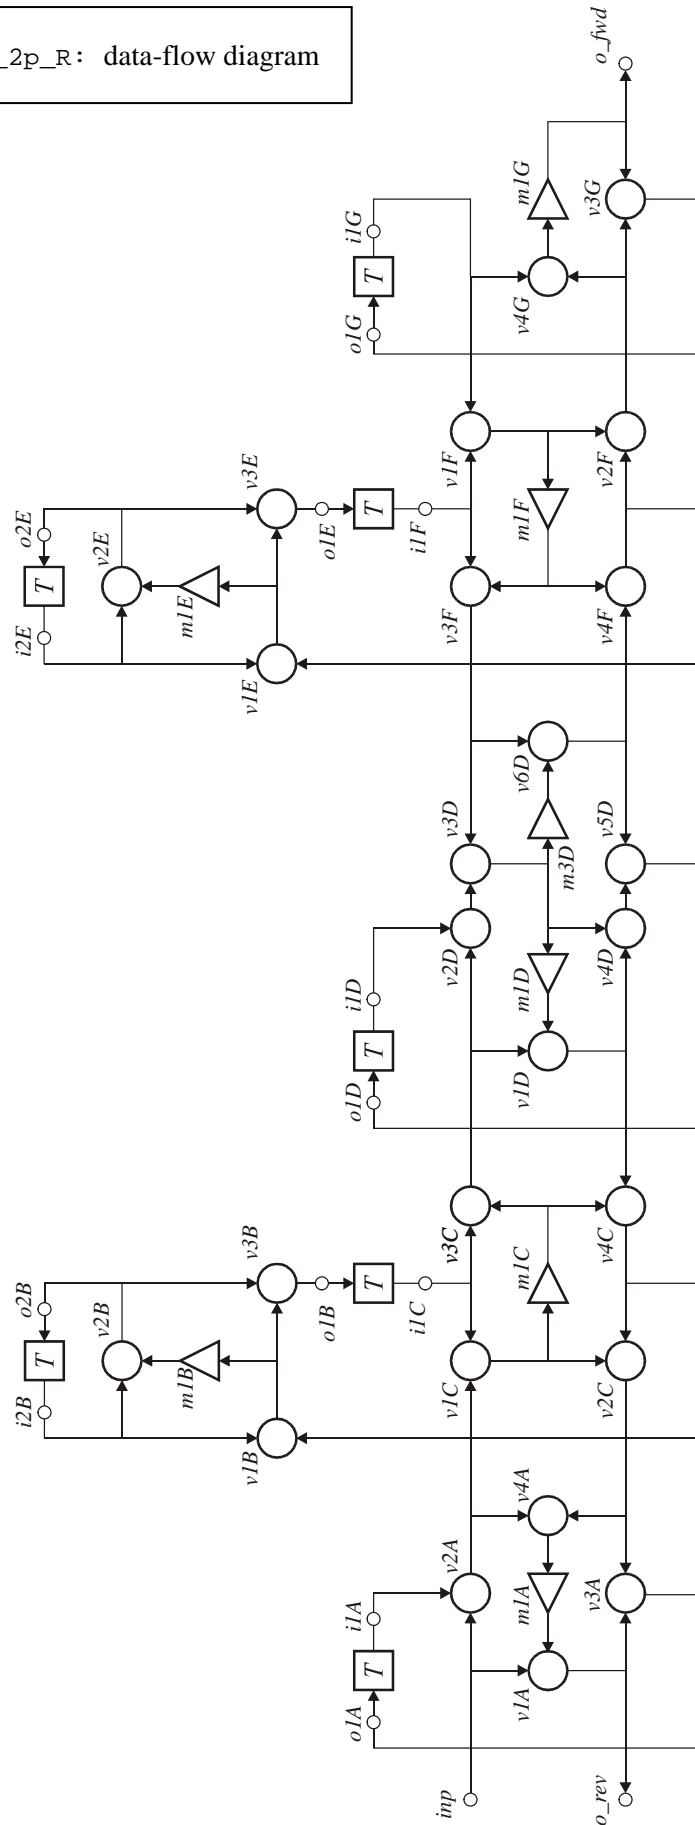 _2p_R: data-flow diagram
o_fwd
m1G
v3G
i1G
T
v4G
o1G
v3E
v1F
v2F
o2E
v2E
o1E
T
i1F
m1F
T
m1E
i2E
v1E
v3F
v4F
v6D
v3D
v5D
m3D
v2D
v4D
i1D
m1D
T
v1D
o1D
v3C
v4C
v3B
m1C
o2B
v2B
o1B
T
i1C
T
m1B
v1C
v2C
i2B
v1B
v4A
v2A
i1A
m1A
v3A
T
v1A
o1A
inp
o_rev